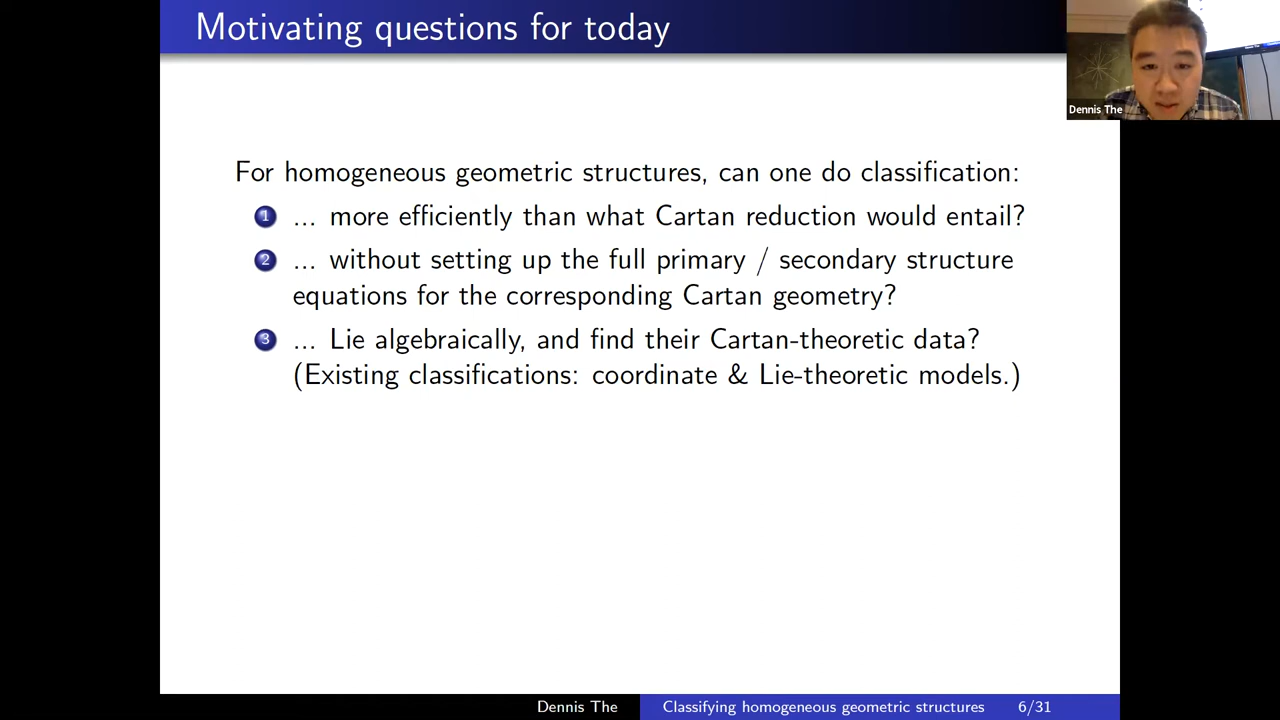 Motivating questions for today
Dennis The
For homogeneous geometric structures, can one do classification:
1 ... more efficiently than what Cartan reduction would entail?
2 ... without setting up the full primary / secondary structure
equations for the corresponding Cartan geometry?
3 ... Lie algebraically, and find their Cartan-theoretic data?
(Existing classifications: coordinate & Lie-theoretic models.)
Dennis The Classifying homogeneous geometric structures 6/31